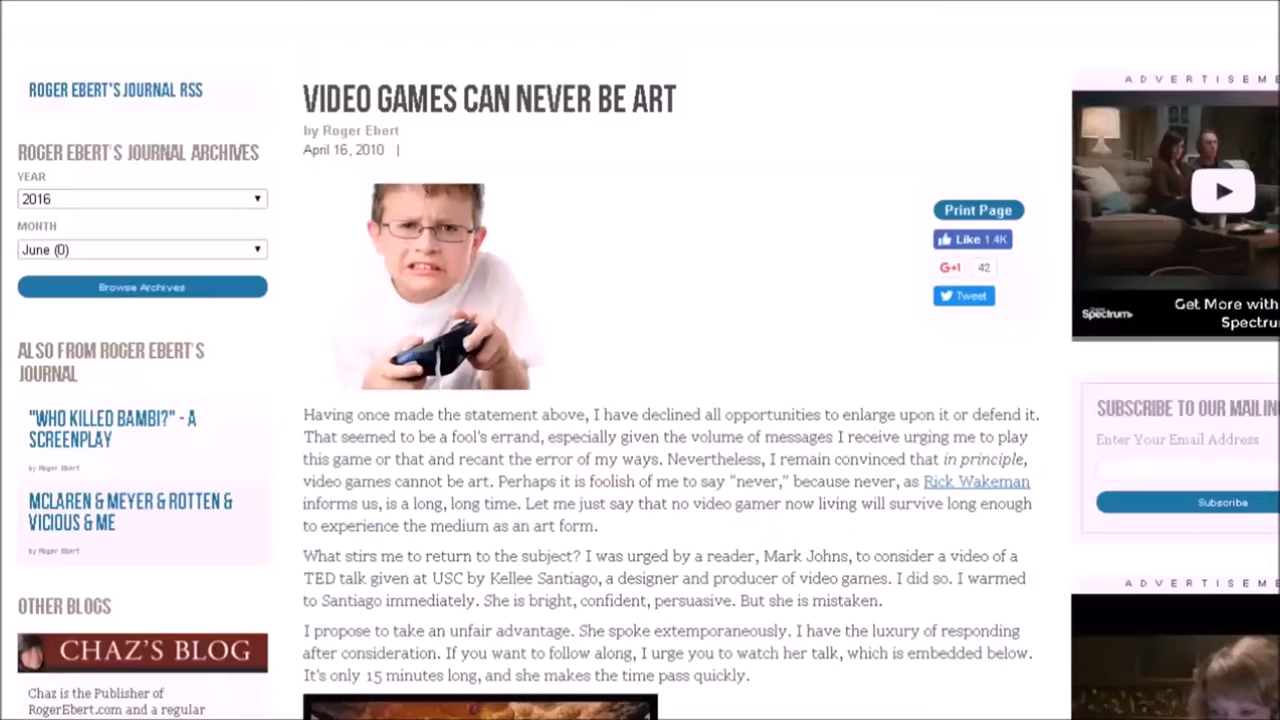 ROGER EBERT'S JOURNAL RSS
ROGER EBERT'S JOURNAL ARCHIVES
YEAR
2016
MONTH
June (0)
Browse Archives
ALSO FROM ROGER EBERT'S
JOURNAL
"WHO KILLED BAMBI?" - A
SCREENPLAY
by Roger Ebert
MCLAREN & MEYER & ROTTEN &
VICIOUS & ME
by Roger Ebert
OTHER BLOGS
CHAZ'S BLOG
Chaz is the Publisher of
RogerEbert.com and a regular
VIDEO GAMES CAN NEVER BE ART
by Roger Ebert
April 16, 2010 |
Print Page
Like 1.4K
G+1 42
Tweet
Having once made the statement above, I have declined all opportunities to enlarge upon it or defend it.
That seemed to be a fool's errand, especially given the volume of messages I receive urging me to play
this game or that and recant the error of my ways. Nevertheless, I remain convinced that in principle,
video games cannot be art. Perhaps it is foolish of me to say "never," because never, as Rick Wakeman
informs us, is a long, long time. Let me just say that no video gamer now living will survive long enough
to experience the medium as an art form.
What stirs me to return to the subject? I was urged by a reader, Mark Johns, to consider a video of a
TED talk given at USC by Kellee Santiago, a designer and producer of video games. I did so. I warmed
to Santiago immediately. She is bright, confident, persuasive. But she is mistaken.
I propose to take an unfair advantage. She spoke extemporaneously. I have the luxury of responding
after consideration. If you want to follow along, I urge you to watch her talk, which is embedded below.
It's only 15 minutes long, and she makes the time pass quickly.
ADVERTISEME
Spectrum
Get More with
Spectru
SUBSCRIBE TO OUR MAILIN
Enter Your Email Address
Subscribe
ADVERTISEME